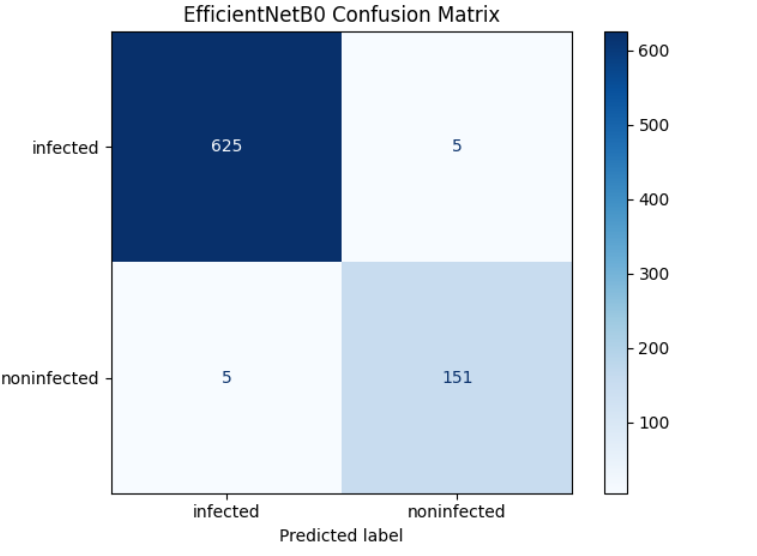 EfficientNetB0 Confusion Matrix
infected
625
5
noninfected
5
151
infected
noninfected
Predicted label
600
500
400
300
200
100